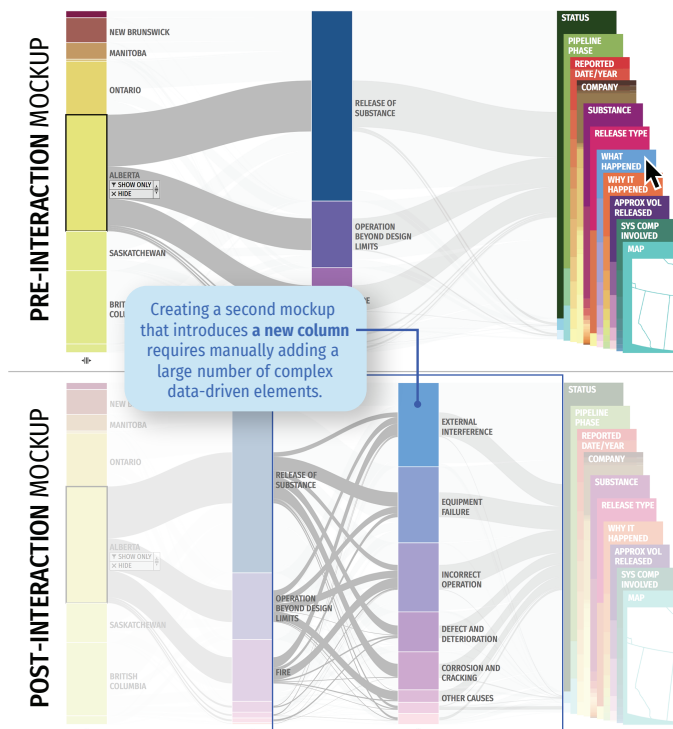 PRE-INTERACTION MOCKUP
NEW BRUNSWICK
MANITOBA
ONTARIO
ALBERTA
SHOW ONLY
× HIDE
SASKATCHEWAN
RELEASE OF
SUBSTANCE
OPERATION
BEYOND DESIGN
LIMITS
STATUS
PIPELINE
PHASE
REPORTED
DATE/YEAR
COMPANY
SUBSTANCE
RELEASE TYPE
WHAT
HAPPENED
WHY IT
HAPPENED
APPROX VOL
RELEASED
SYS COMP
INVOLVED
MAP
Creating a second mockup
that introduces a new column
requires manually adding a
large number of complex
data-driven elements.
POST-INTERACTION MOCKUP
MANITOBA
ONTARIO
ALBERTA
SHOW ONLY
× HIDE
SASKATCHEWAN
BRITISH
COLUMBIA
RELEASE OF
SUBSTANCE
OPERATION
BEYOND DESIGN
LIMITS
FIRE
EXTERNAL
INTERFERENCE
EQUIPMENT
FAILURE
INCORRECT
OPERATION
DEFECT AND
DETERIORATION
CORROSION AND
CRACKING
OTHER CAUSES
STATUS
PIPELINE
PHASE
REPORTED
DATE/YEAR
COMPANY
SUBSTANCE
RELEASE TYPE
WHY IT
HAPPENED
APPROX VOL
RELEASED
SYS COMP
INVOLVED
MAP